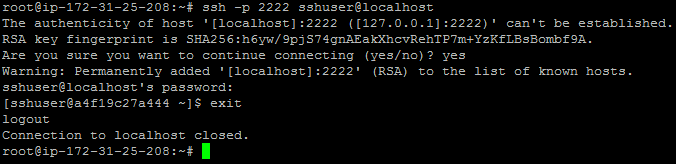 root@ip-172-31-25-208:~# ssh -p 2222 sshuser@localhost
The authenticity of host '[localhost]:2222 ([127.0.0.1]:2222)' can't be established.
RSA key fingerprint is SHA256:h6yw/9pjS74gnAEakXhcvRehTP7m+YzKfLBsBombf9A.
Are you sure you want to continue connecting (yes/no)? yes
Warning: Permanently added '[localhost]:2222' (RSA) to the list of known hosts.
sshuser@localhost's password:
[sshuser@a4f19c27a444 ~]$ exit
logout
Connection to localhost closed.
root@ip-172-31-25-208:~#